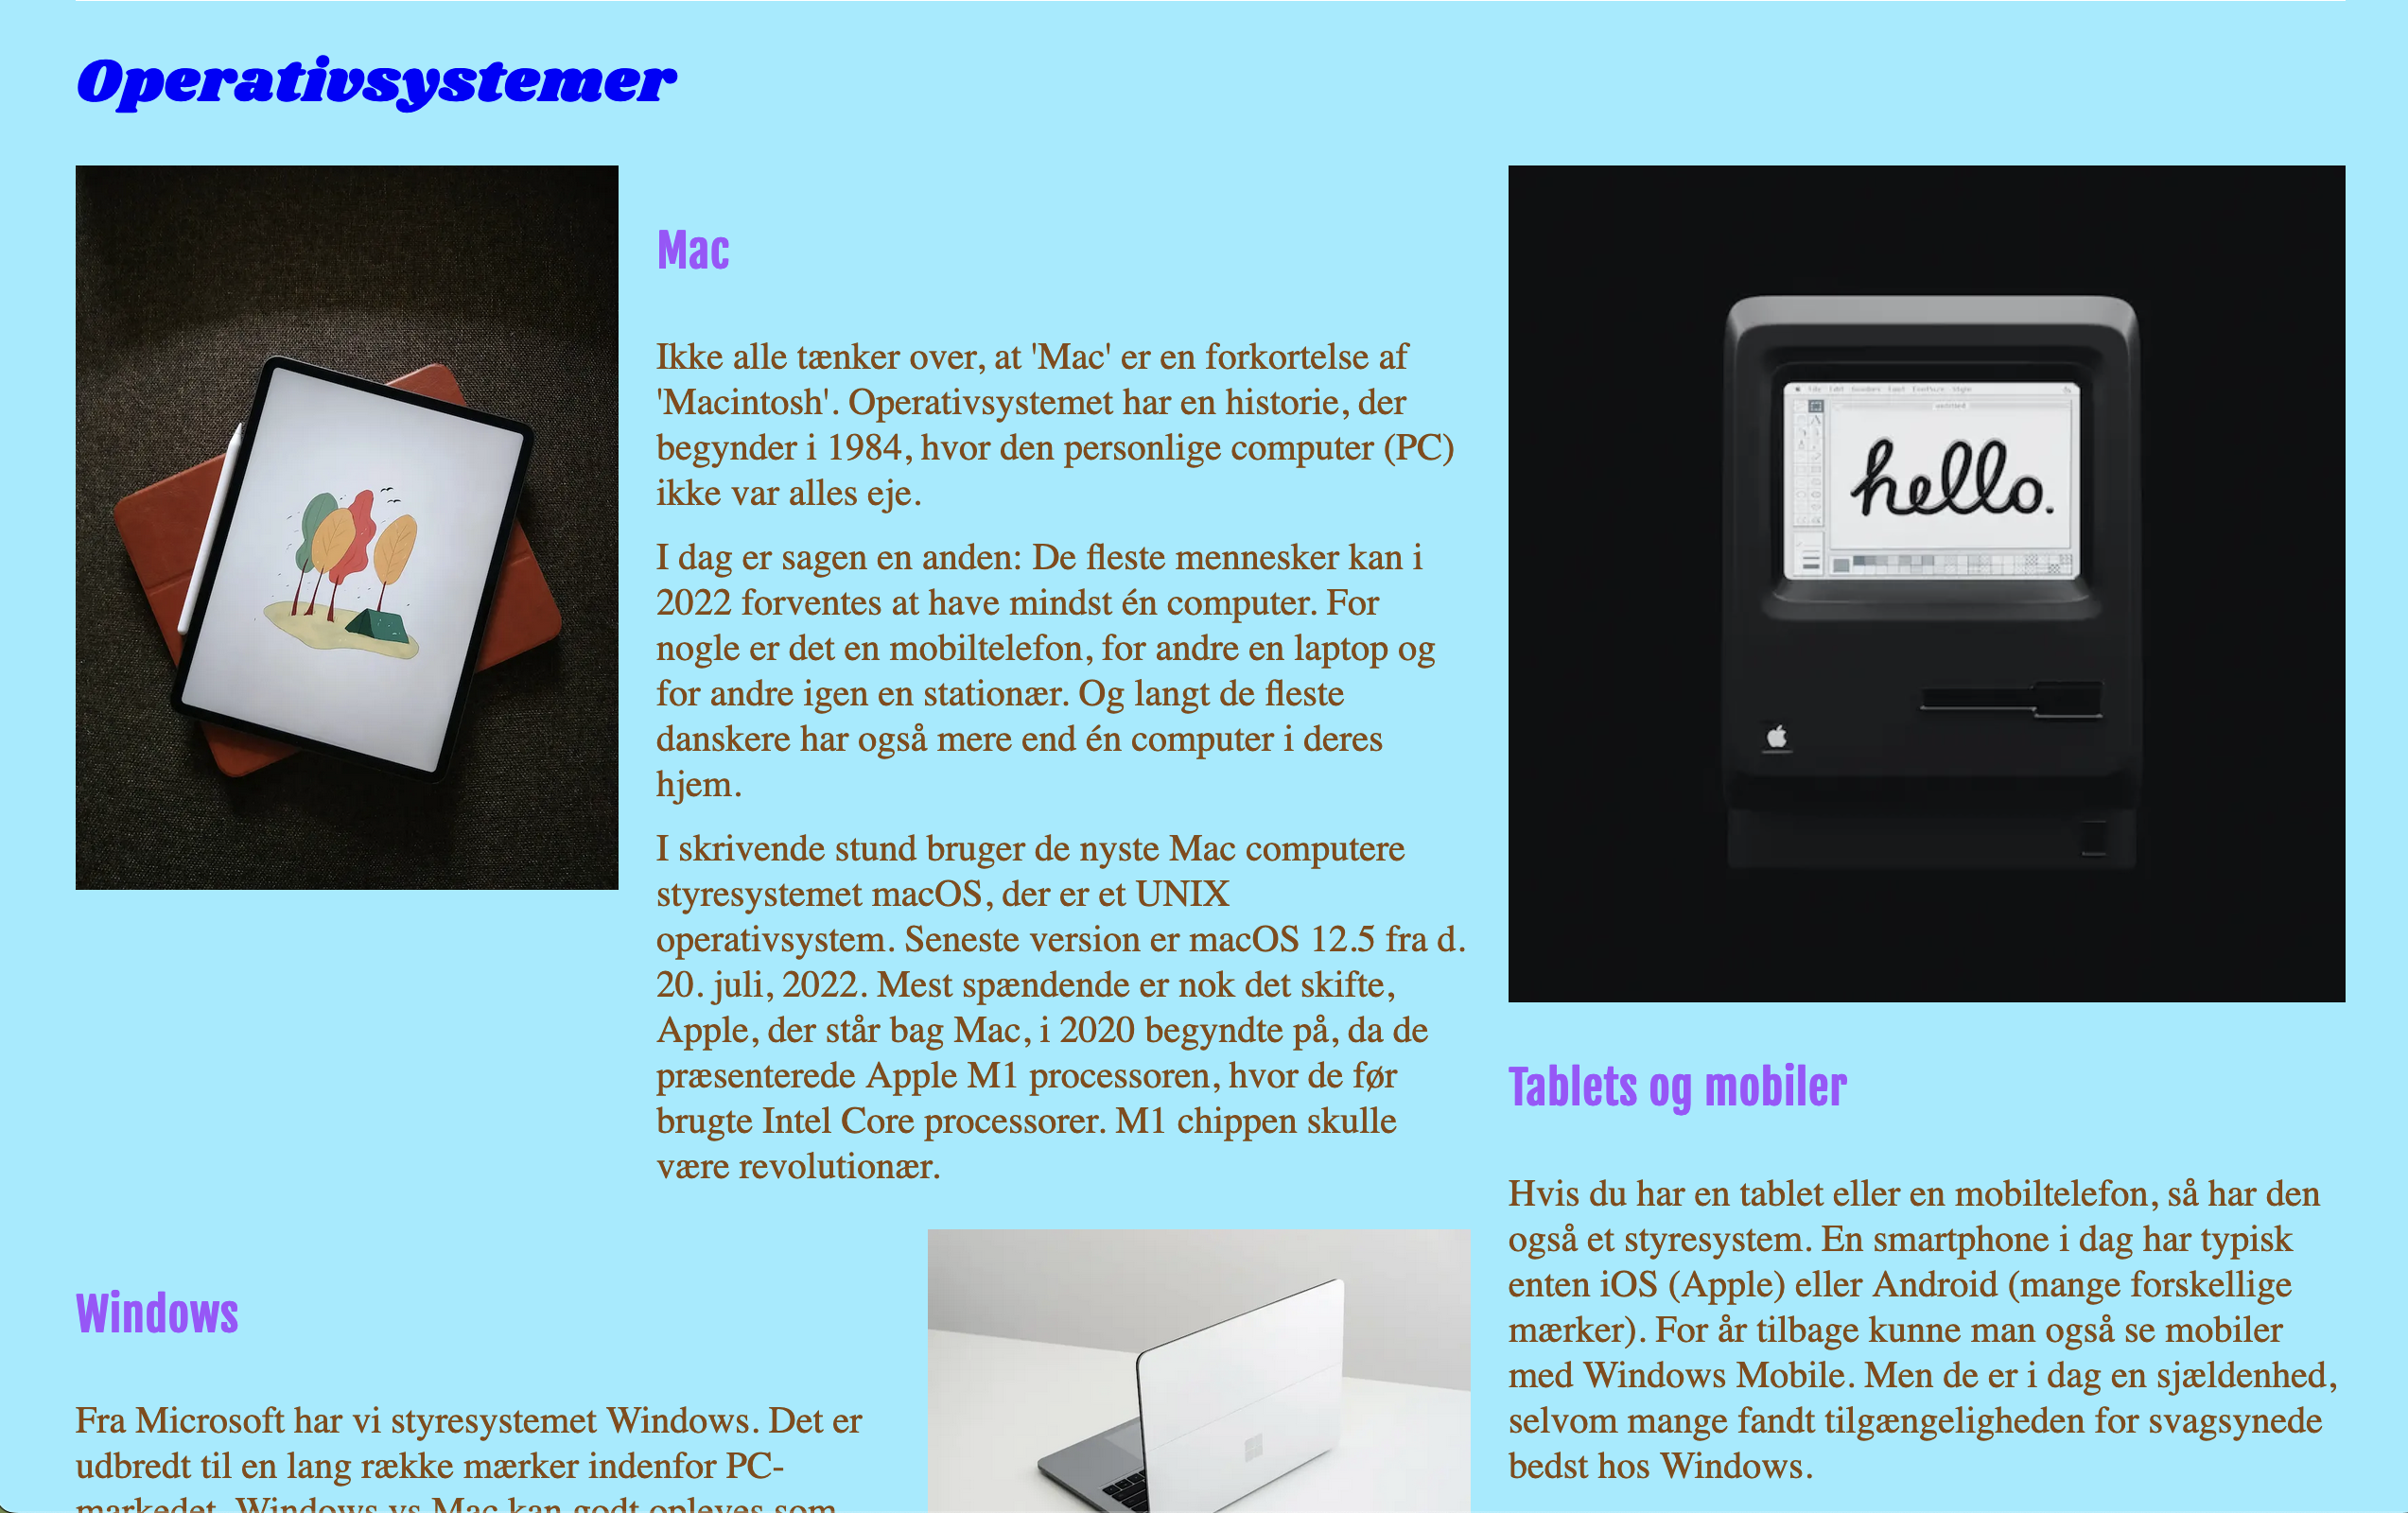 Operativsystemer
Mac
Ikke alle tænker over, at 'Mac' er en forkortelse af
'Macintosh'. Operativsystemet har en historie, der
begynder i 1984, hvor den personlige computer (PC)
ikke var alles eje.
I dag er sagen en anden: De fleste mennesker kan i
2022 forventes at have mindst én computer. For
nogle er det en mobiltelefon, for andre en laptop og
for andre igen en stationær. Og langt de fleste
danskere har også mere end én computer i deres
hjem.
I skrivende stund bruger de nyste Mac computere
styresystemet macOS, der er et UNIX
operativsystem. Seneste version er macOS 12.5 fra d.
20. juli, 2022. Mest spændende er nok det skifte,
Apple, der står bag Mac, i 2020 begyndte på, da de
præsenterede Apple M1 processoren, hvor de før
brugte Intel Core processorer. M1 chippen skulle
være revolutionær.
hello.
Tablets og mobiler
Hvis du har en tablet eller en mobiltelefon, så har den
også et styresystem. En smartphone i dag har typisk
enten iOS (Apple) eller Android (mange forskellige
mærker). For år tilbage kunne man også se mobiler
med Windows Mobile. Men de er i dag en sjældenhed,
selvom mange fandt tilgængeligheden for svagsynede
bedst hos Windows.
Windows
Fra Microsoft har vi styresystemet Windows. Det er
udbredt til en lang række mærker indenfor PC-
markedet. Windows vs Mac kan godt opleves som